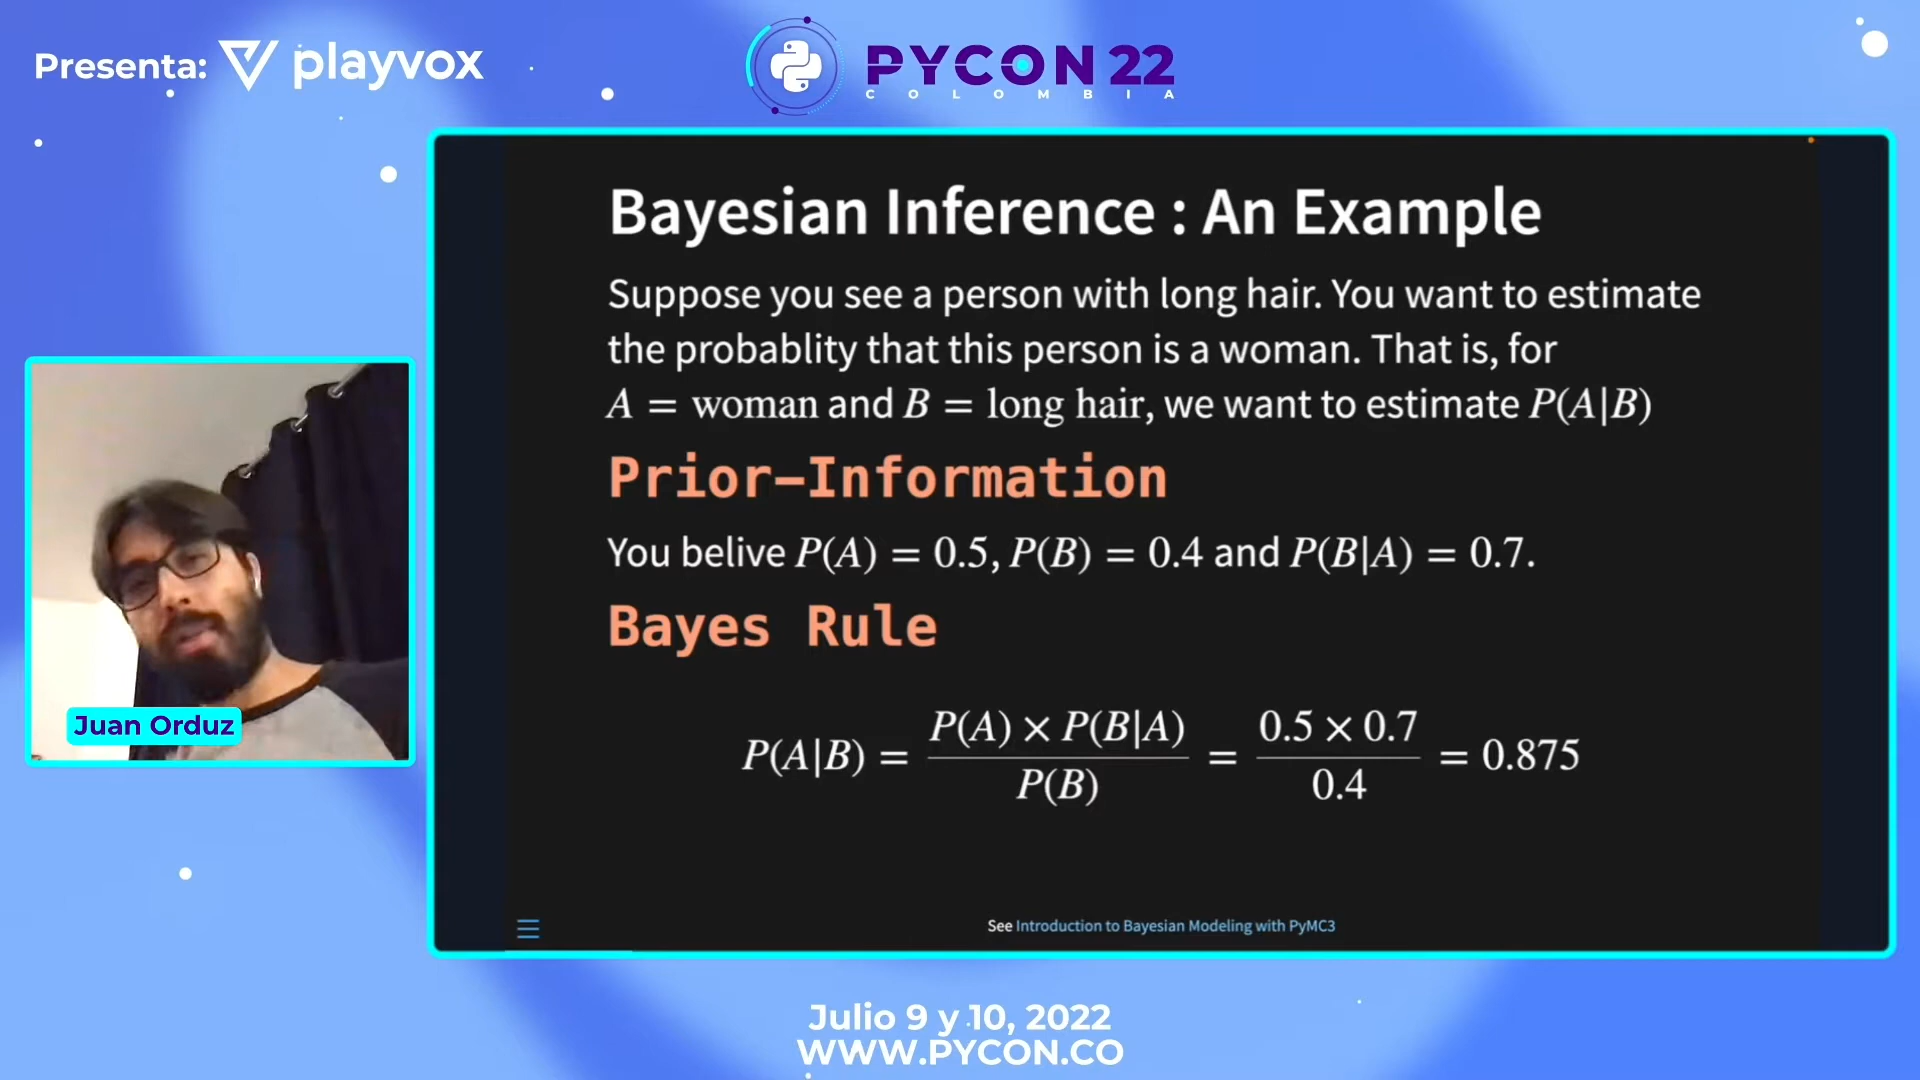 Presenta: playvox
PYCON 22
COLOMBIA
Bayesian Inference : An Example
Suppose you see a person with long hair. You want to estimate
the probablity that this person is a woman. That is, for
A = woman and B = long hair, we want to estimate P(A|B)
Prior-Information
You belive P(A) = 0.5, P(B) = 0.4 and P(B|A) = 0.7.
Bayes Rule
P(A|B) = P(A) × P(B|A) / P(B) = 0.5 × 0.7 / 0.4 = 0.875
See Introduction to Bayesian Modeling with PyMC3
Juan Orduz
Julio 9 y 10, 2022
WWW.PYCON.CO